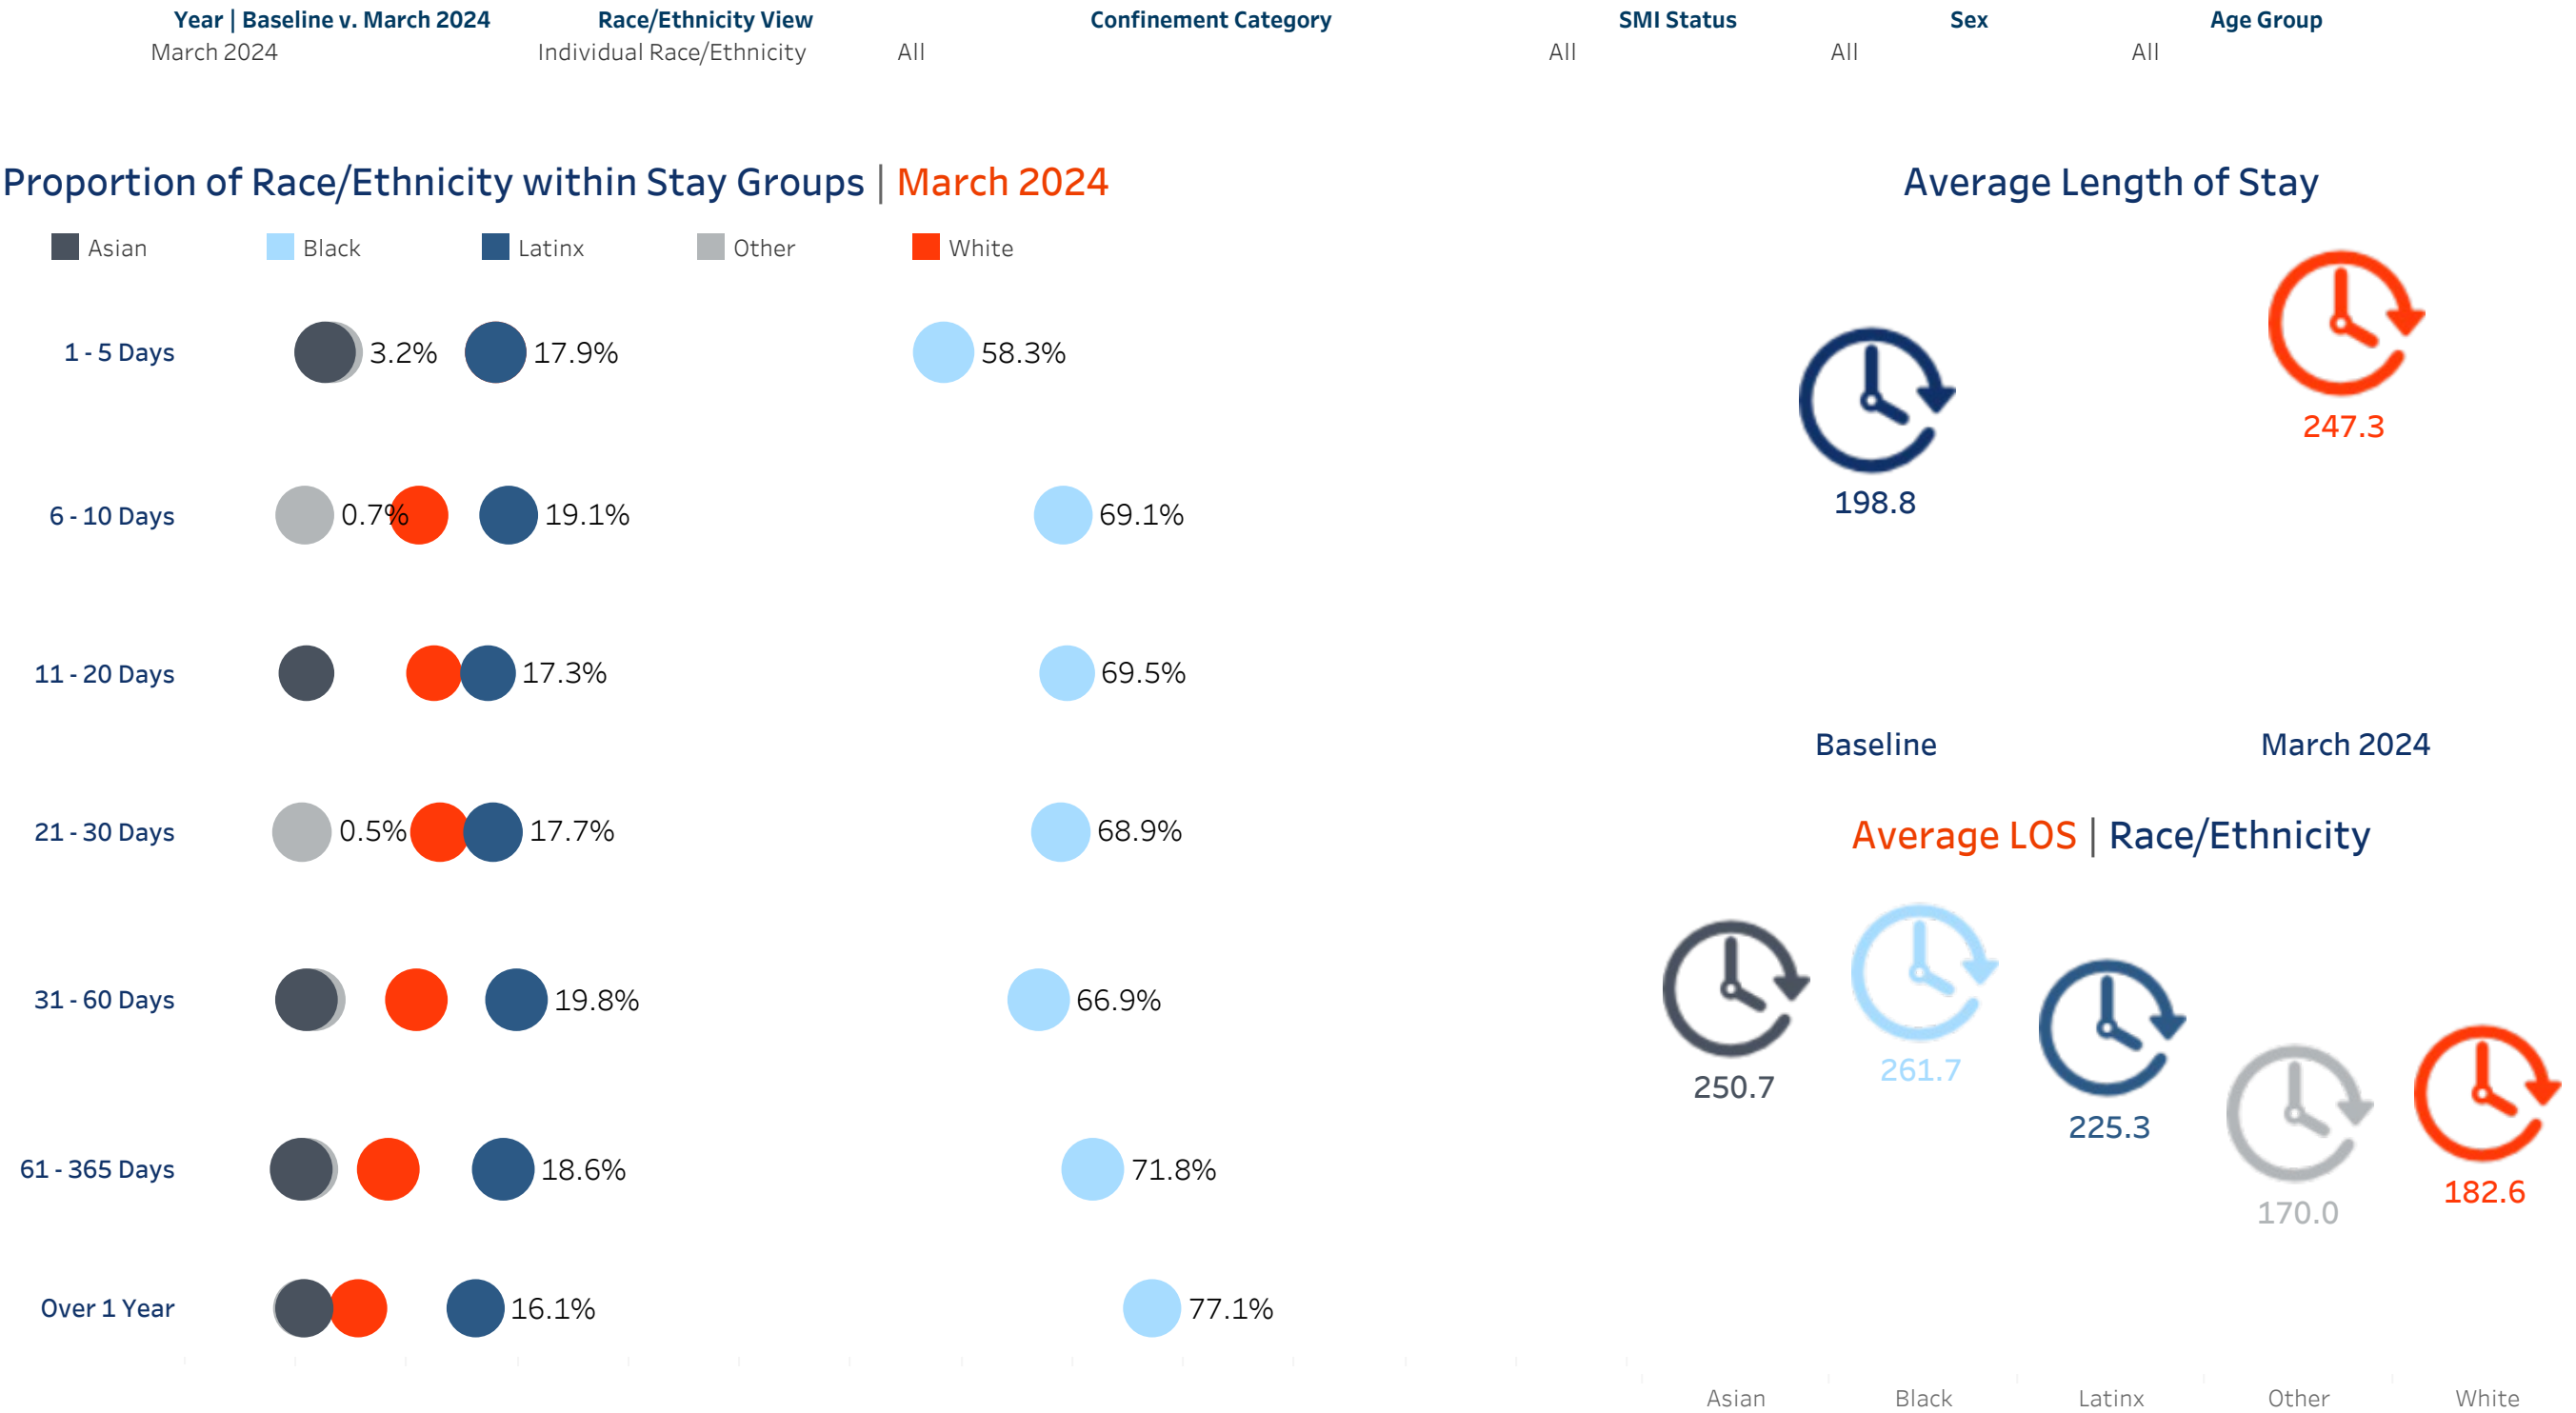 Year | Baseline v. March 2024
Race/Ethnicity View
Confinement Category
SMI Status
Sex
Age Group
March 2024
Individual Race/Ethnicity
All
All
All
All
Proportion of Race/Ethnicity within Stay Groups | March 2024
Asian
Black
Latinx
Other
White
1 - 5 Days
3.2%
17.9%
58.3%
6 - 10 Days
0.7%
19.1%
69.1%
11 - 20 Days
17.3%
69.5%
21 - 30 Days
0.5%
17.7%
68.9%
31 - 60 Days
19.8%
66.9%
61 - 365 Days
18.6%
71.8%
Over 1 Year
16.1%
77.1%
Average Length of Stay
198.8
247.3
Baseline
March 2024
Average LOS | Race/Ethnicity
250.7
261.7
225.3
170.0
182.6
Asian
Black
Latinx
Other
White